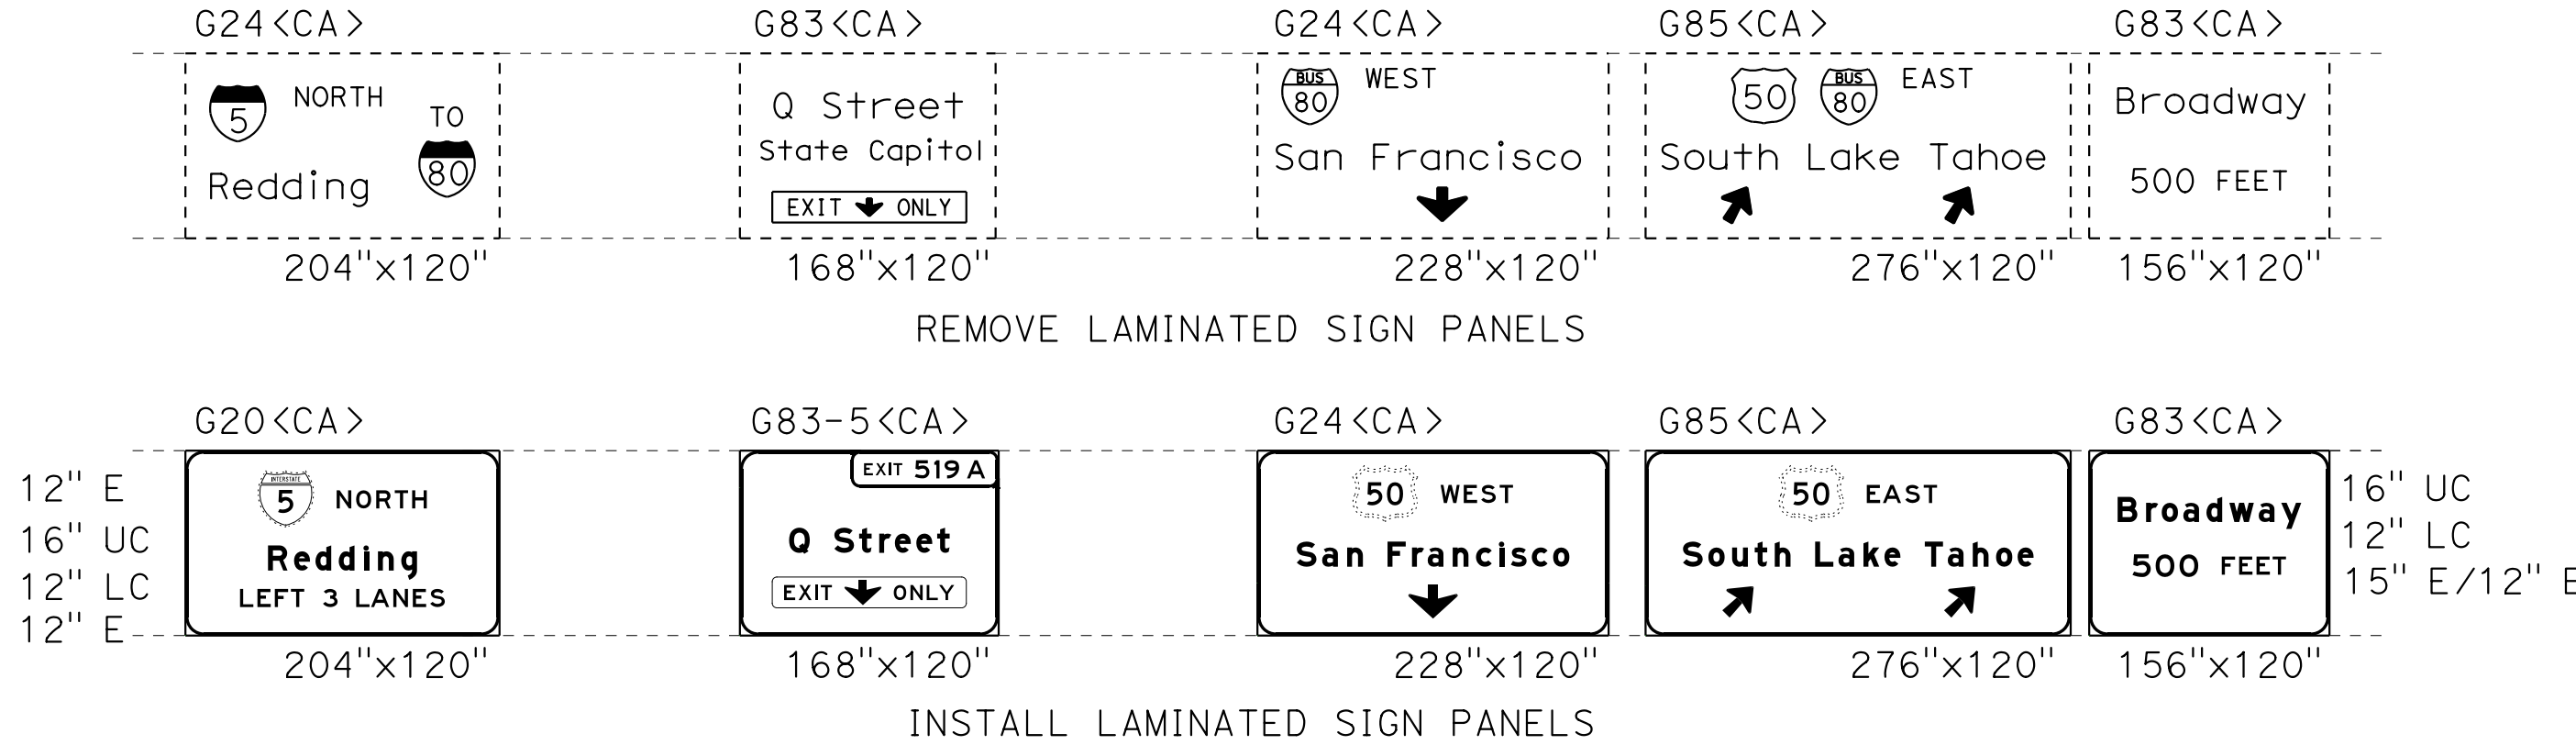 G24<CA>
G83<CA>
G24<CA>
G85<CA>
G83<CA>
5 NORTH
TO
80
Redding
Q Street
State Capitol
EXIT ONLY
BUS
80 WEST
San Francisco
50
BUS
80 EAST
South Lake Tahoe
Broadway
500 FEET
204"x120"
168"x120"
228"x120"
276"x120"
156"x120"
REMOVE LAMINATED SIGN PANELS
G20<CA>
G83-5<CA>
G24<CA>
G85<CA>
G83<CA>
12" E
16" UC
12" LC
12" E
INTERSTATE
5 NORTH
Redding
LEFT 3 LANES
EXIT 519 A
Q Street
EXIT ONLY
50 WEST
San Francisco
50 EAST
South Lake Tahoe
Broadway
500 FEET
16" UC
12" LC
15" E/12" E
204"x120"
168"x120"
228"x120"
276"x120"
156"x120"
INSTALL LAMINATED SIGN PANELS